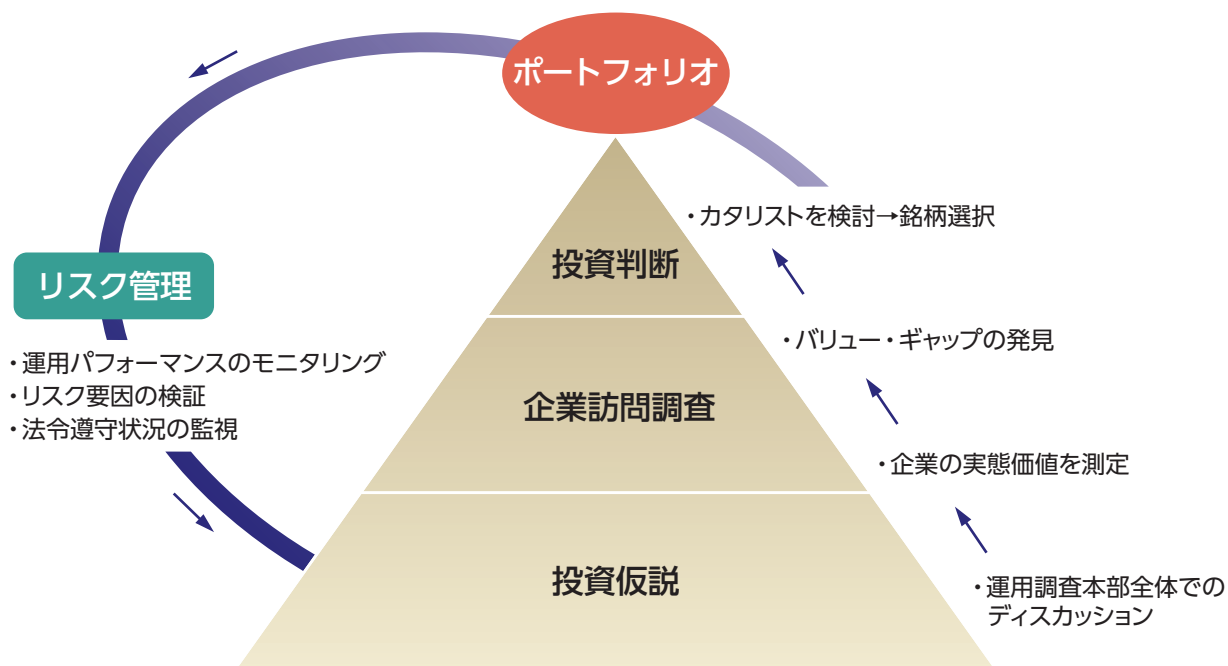 ポートフォリオ
・カタリストを検討→銘柄選択
投資判断
リスク管理
・バリュー・ギャップの発見
・運用パフォーマンスのモニタリング
・リスク要因の検証
・法令遵守状況の監視
企業訪問調査
・企業の実態価値を測定
投資仮説
・運用調査本部全体での
ディスカッション